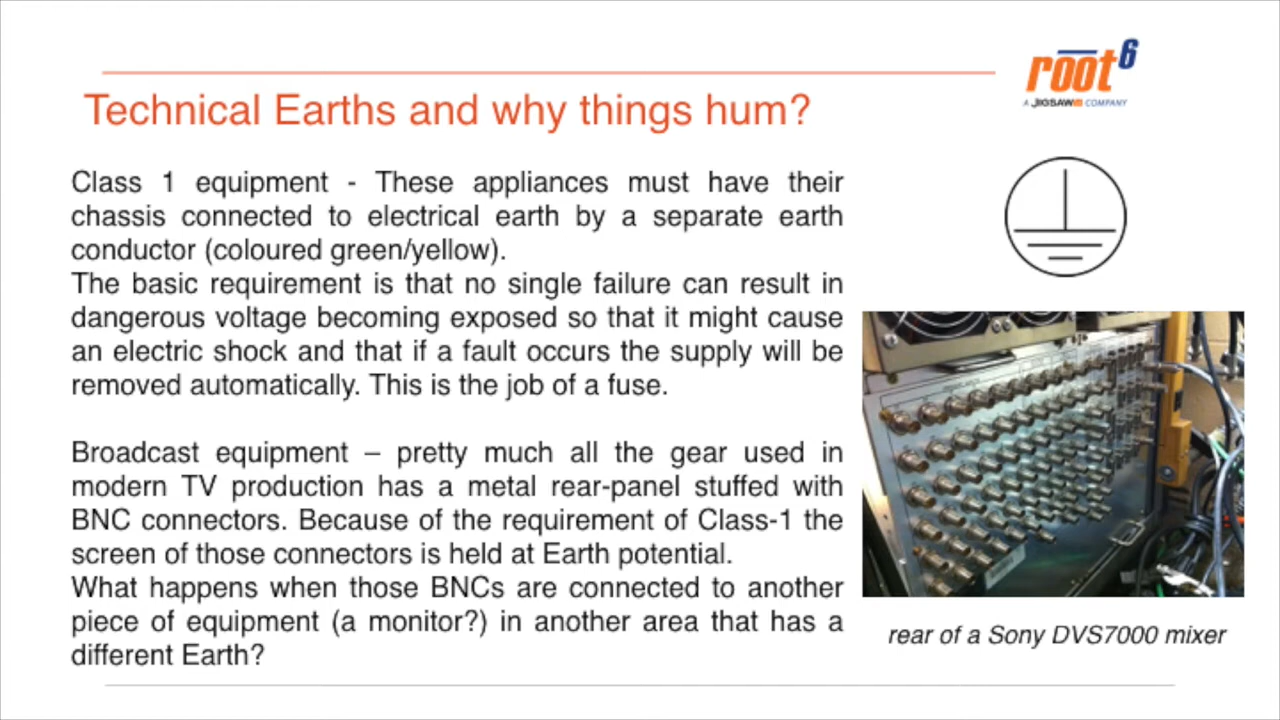 root6
A JIGSAW COMPANY
Technical Earths and why things hum?
Class 1 equipment - These appliances must have their
chassis connected to electrical earth by a separate earth
conductor (coloured green/yellow).
The basic requirement is that no single failure can result in
dangerous voltage becoming exposed so that it might cause
an electric shock and that if a fault occurs the supply will be
removed automatically. This is the job of a fuse.
Broadcast equipment – pretty much all the gear used in
modern TV production has a metal rear-panel stuffed with
BNC connectors. Because of the requirement of Class-1 the
screen of those connectors is held at Earth potential.
What happens when those BNCs are connected to another
piece of equipment (a monitor?) in another area that has a
different Earth?
rear of a Sony DVS7000 mixer